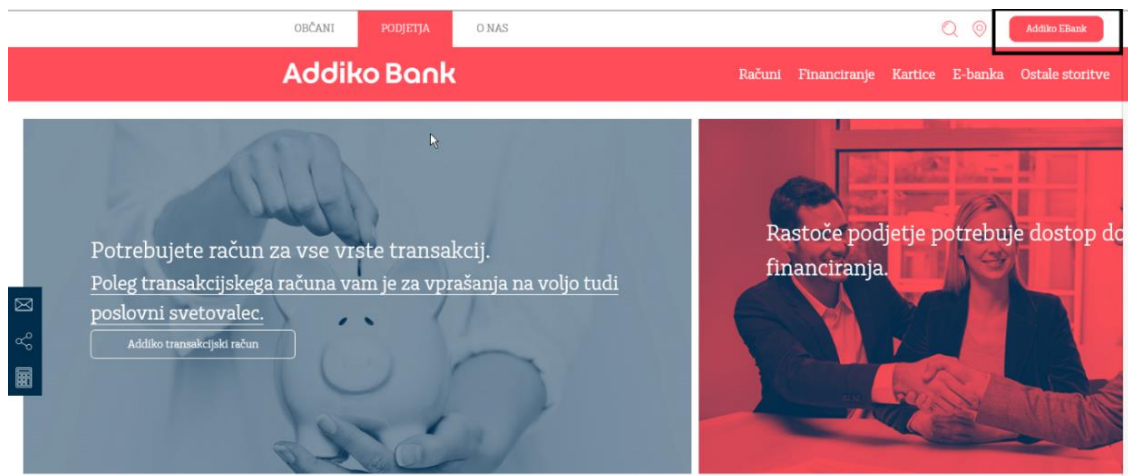 OBČANI
PODJETJA
O NAS
Addiko EBank
Addiko Bank
Računi Financiranje Kartice E-banka Ostale storitve
Potrebujete račun za vse vrste transakcij.
Poleg transakcijskega računa vam je za vprašanja na voljo tudi
poslovni svetovalec.
Addiko transakcijski račun
Rastoče podjetje potrebuje dostop do
financiranja.